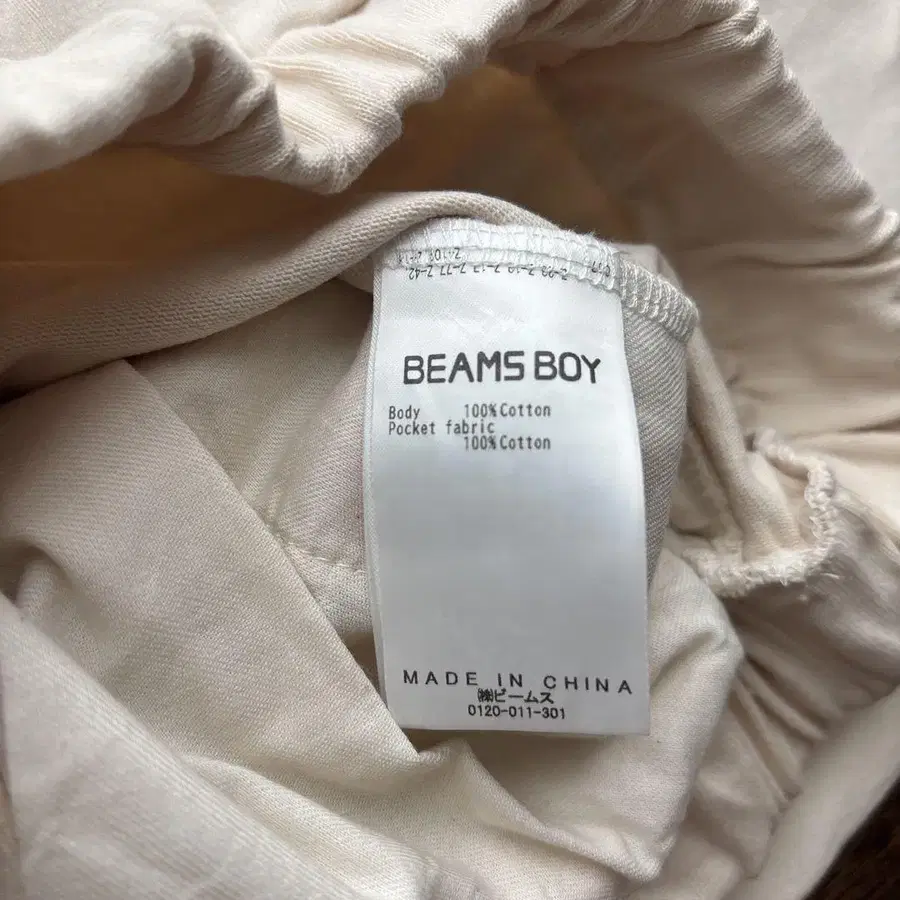 BEAMS BOY
Body 100%Cotton
Pocket fabric
100%Cotton
MADE IN CHINA
㈱ビームス
0120-011-301